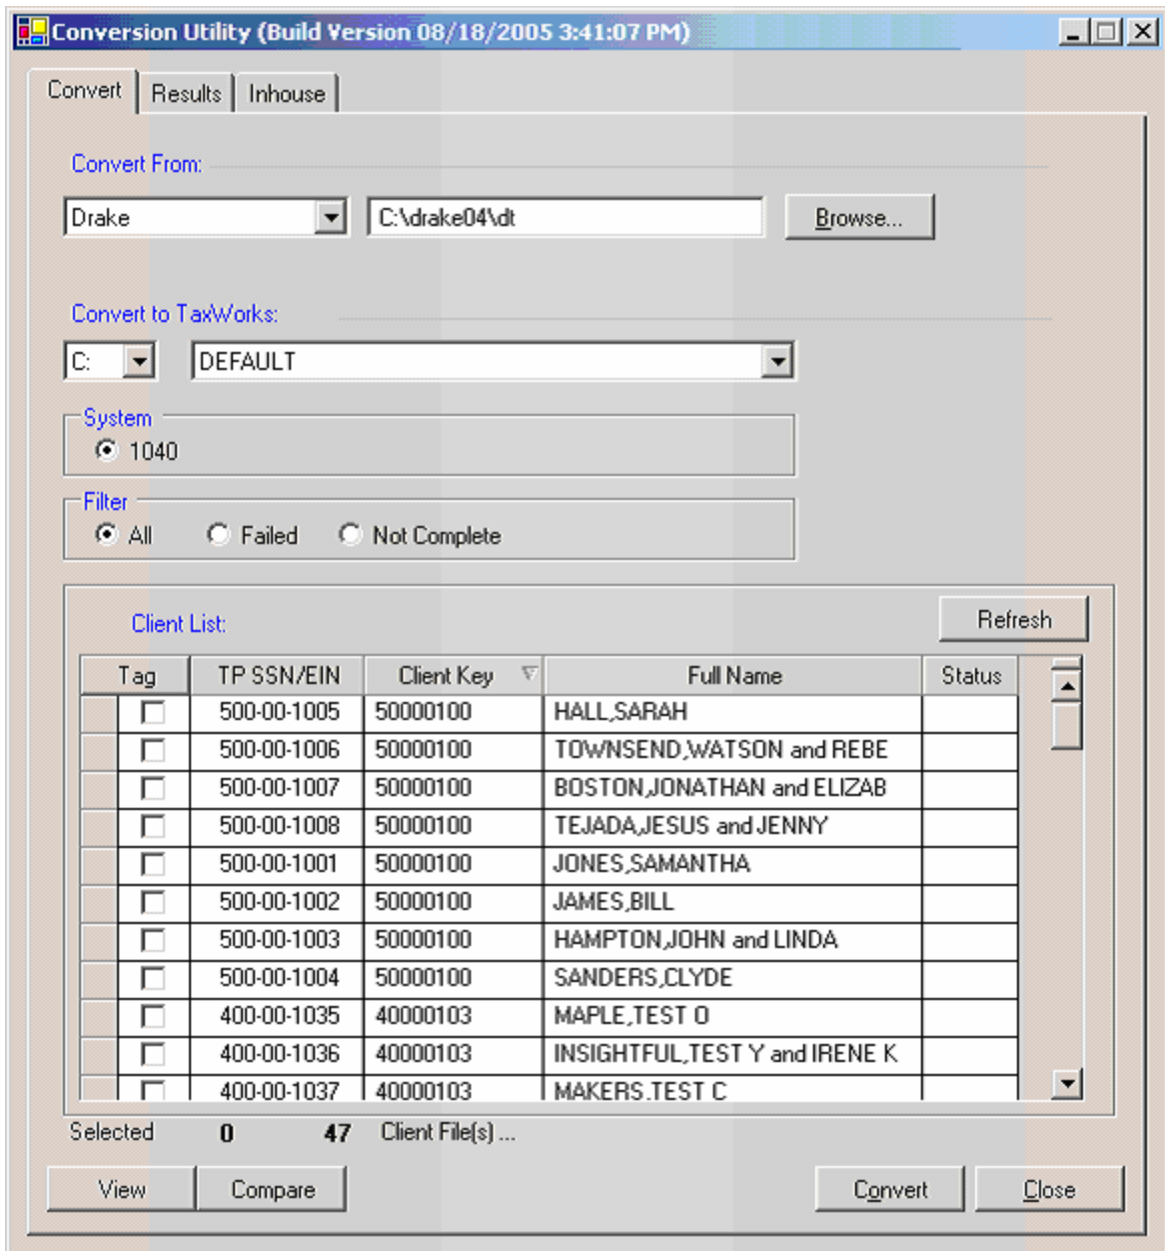 Conversion Utility (Build Version 08/18/2005 3:41:07 PM)
Convert Results Inhouse
Convert From:
Drake C:\drake04\dt Browse...
Convert to TaxWorks:
C: DEFAULT
System
1040
Filter
All Failed Not Complete
Client List: Refresh
Tag TP SSN/EIN Client Key Full Name Status
500-00-1005 50000100 HALL,SARAH
500-00-1006 50000100 TOWNSEND,WATSON and REBE
500-00-1007 50000100 BOSTON,JONATHAN and ELIZAB
500-00-1008 50000100 TEJADA,JESUS and JENNY
500-00-1001 50000100 JONES,SAMANTHA
500-00-1002 50000100 JAMES,BILL
500-00-1003 50000100 HAMPTON,JOHN and LINDA
500-00-1004 50000100 SANDERS,CLYDE
400-00-1035 40000103 MAPLE,TEST O
400-00-1036 40000103 INSIGHTFUL,TEST Y and IRENE K
400-00-1037 40000103 MAKERS,TEST C
Selected 0 47 Client File(s) ...
View Compare Convert Close